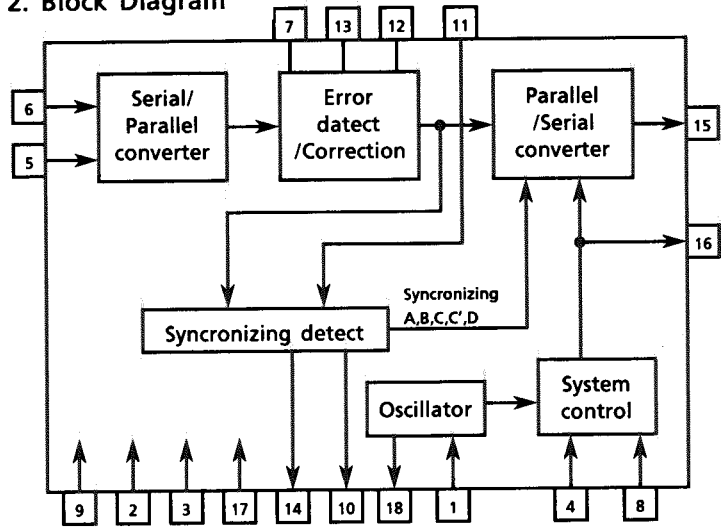 2. Block Diagram
7
13
12
11
6
5
Serial/
Parallel
converter
Error
datect
/Correction
Parallel
/Serial
converter
15
16
Syncronizing
A,B,C,C',D
Syncronizing detect
Oscillator
System
control
9
2
3
17
14
10
18
1
4
8